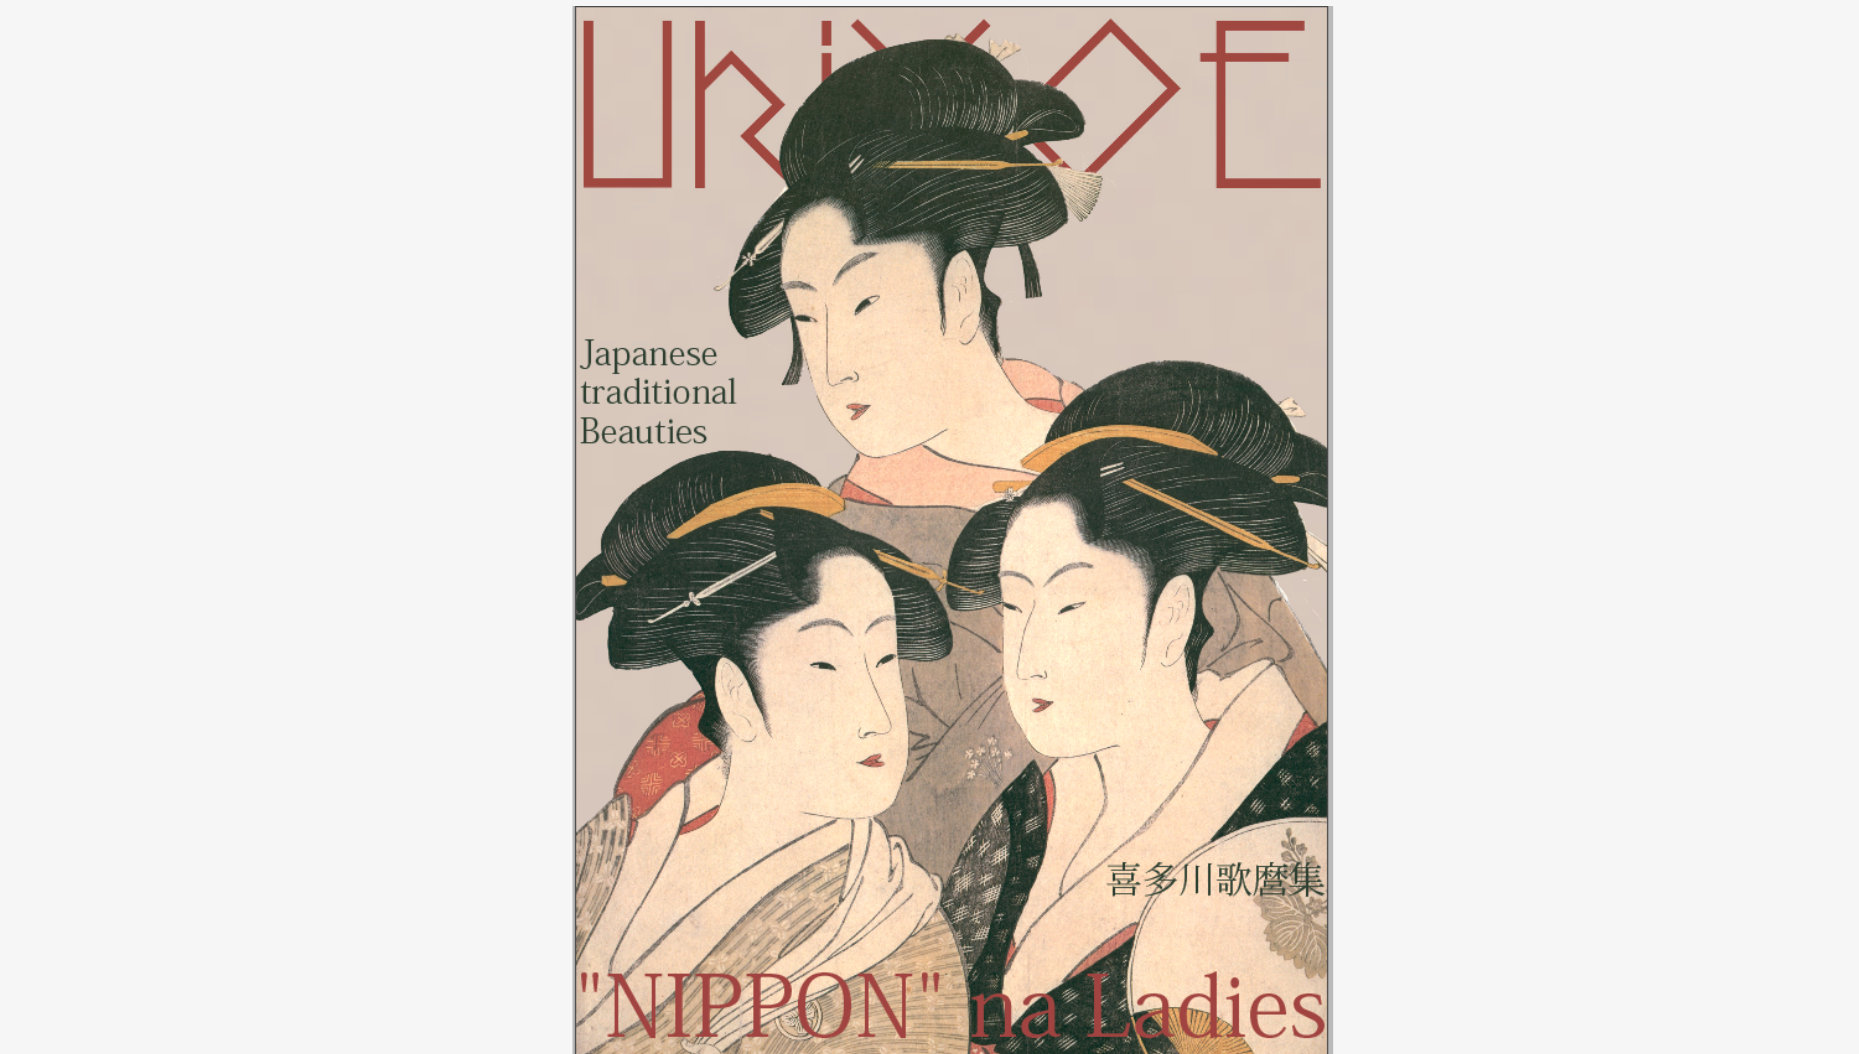 UKiYOE
Japanese
traditional
Beauties
喜多川歌麿集
"NIPPON" na Ladies